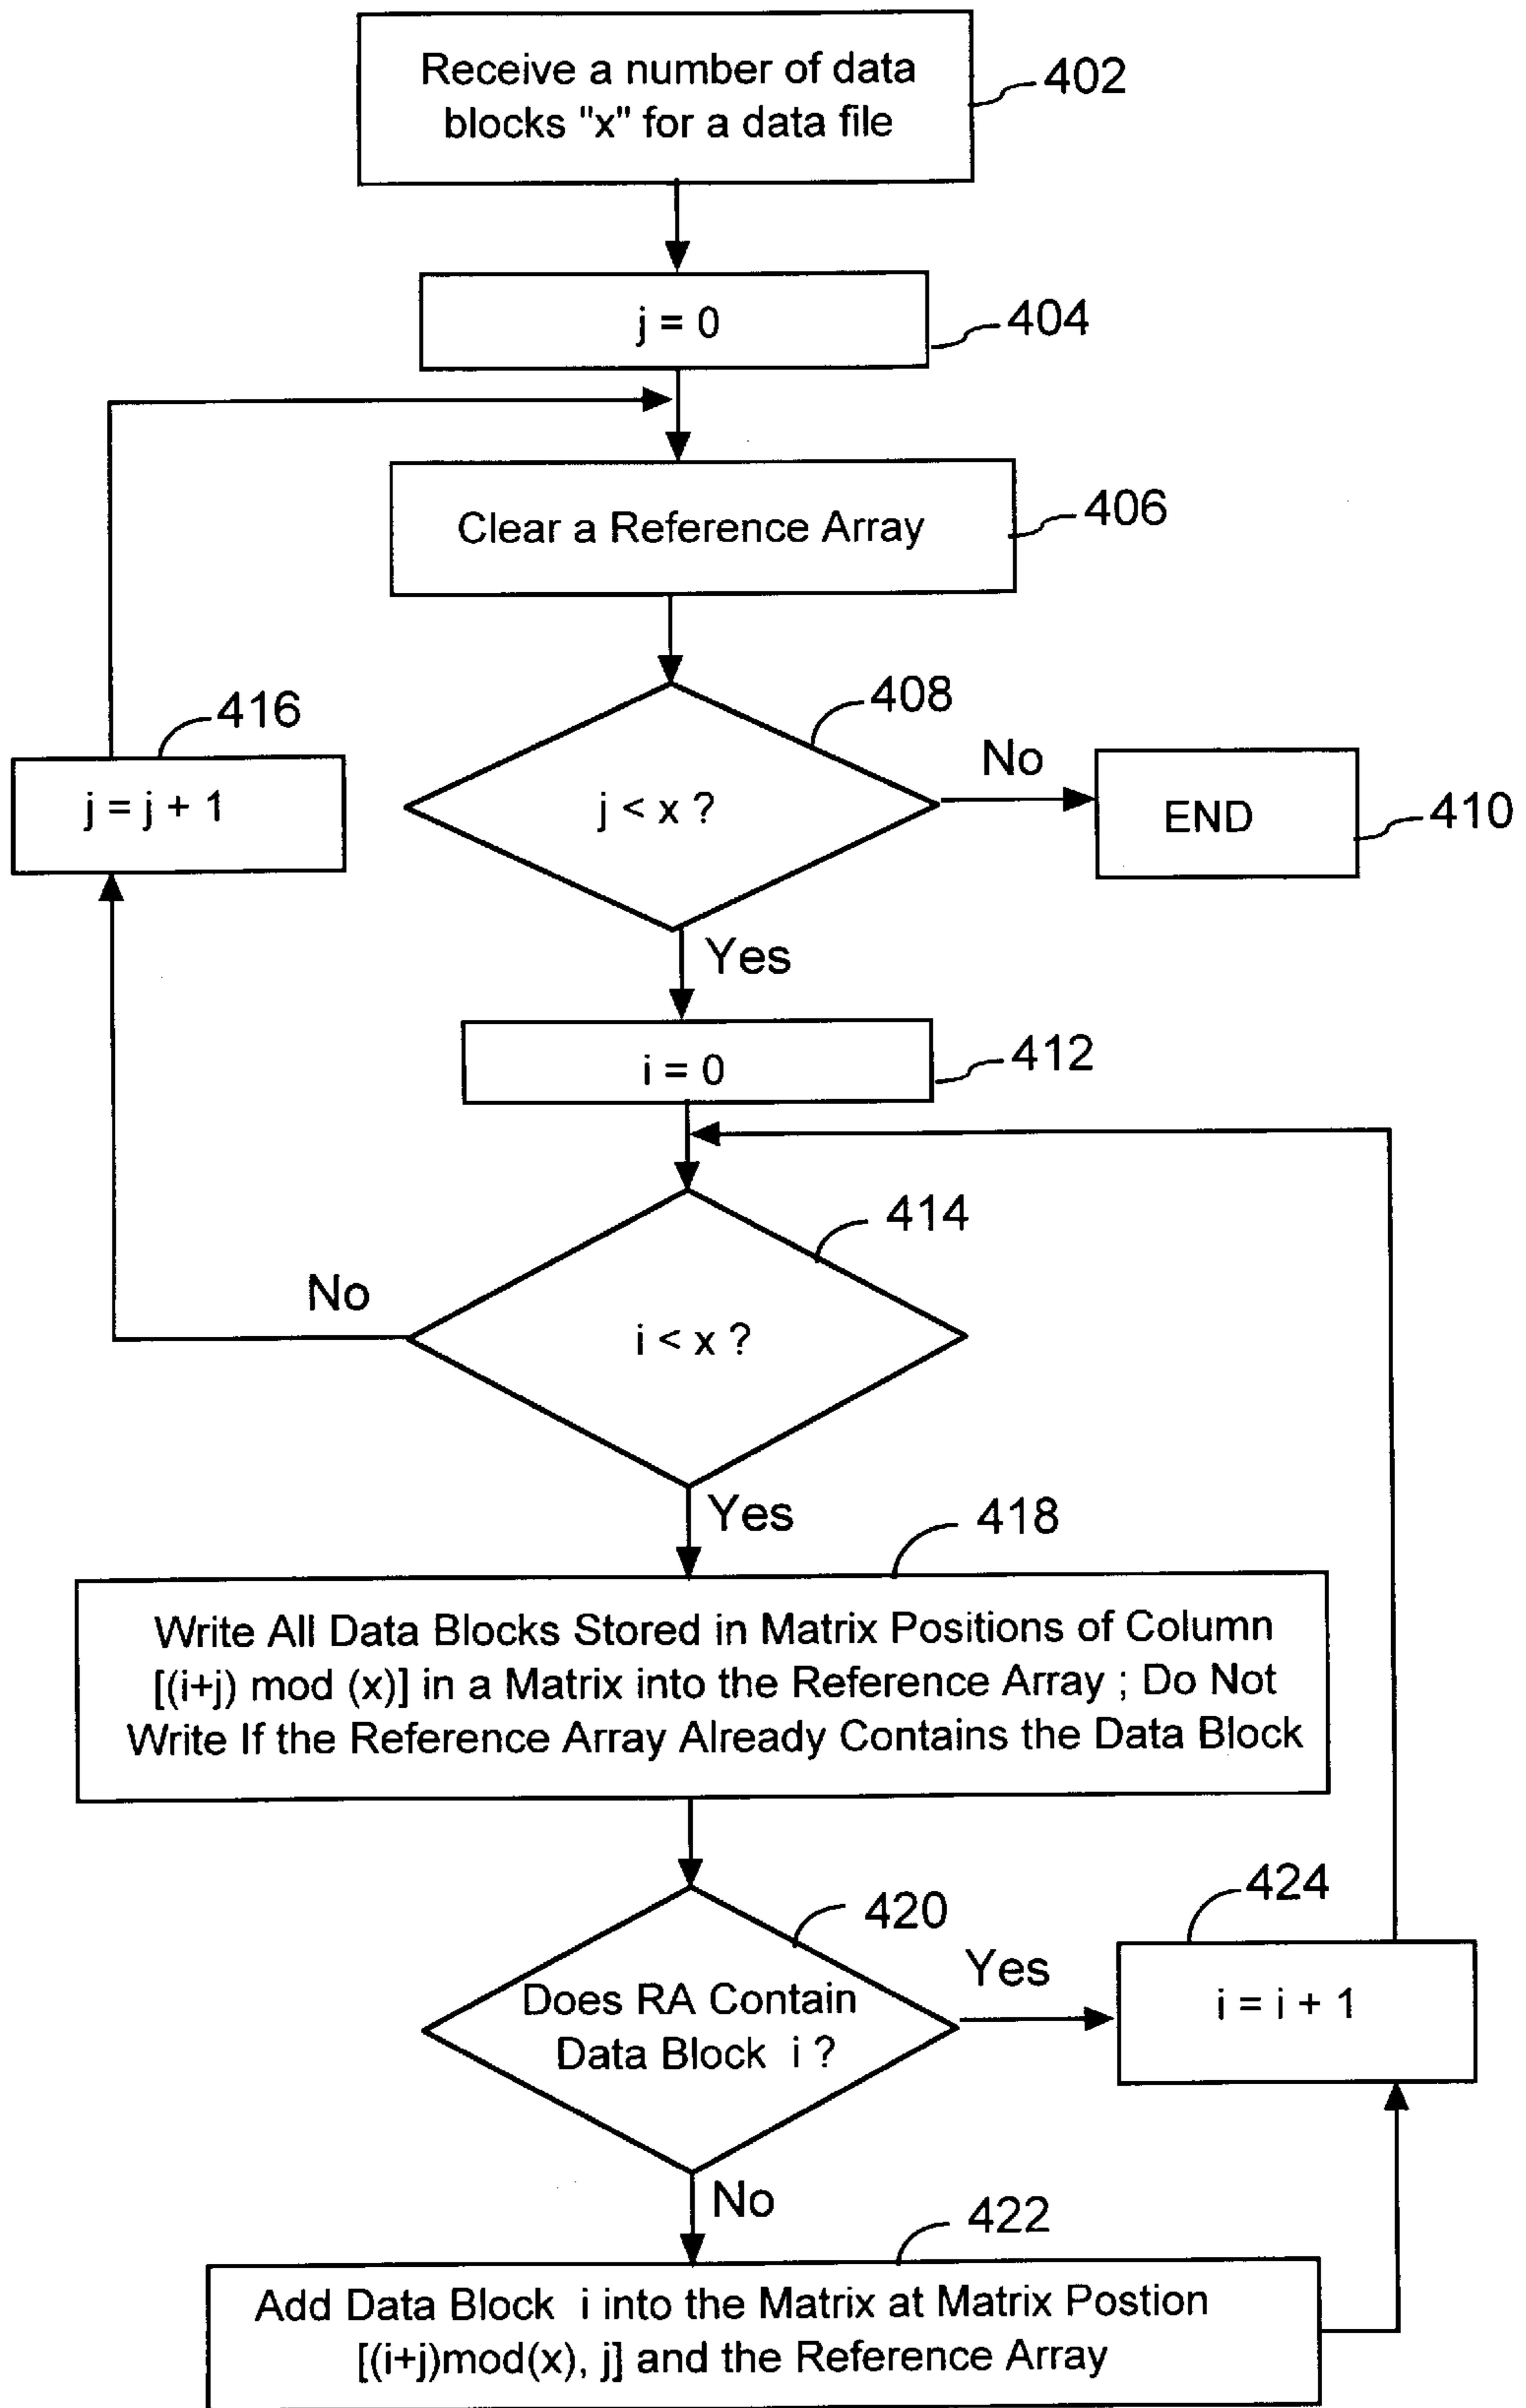 Receive a number of data
blocks "x" for a data file
402
j = 0
404
Clear a Reference Array
406
408
416
j < x ?
No
j = j + 1
END
410
Yes
i = 0
412
414
No
i < x ?
Yes
418
Write All Data Blocks Stored in Matrix Positions of Column
[(i+j) mod (x)] in a Matrix into the Reference Array ; Do Not
Write If the Reference Array Already Contains the Data Block
420
424
Yes
Does RA Contain
Data Block i ?
i = i + 1
No
422
Add Data Block i into the Matrix at Matrix Postion
[(i+j)mod(x), j] and the Reference Array